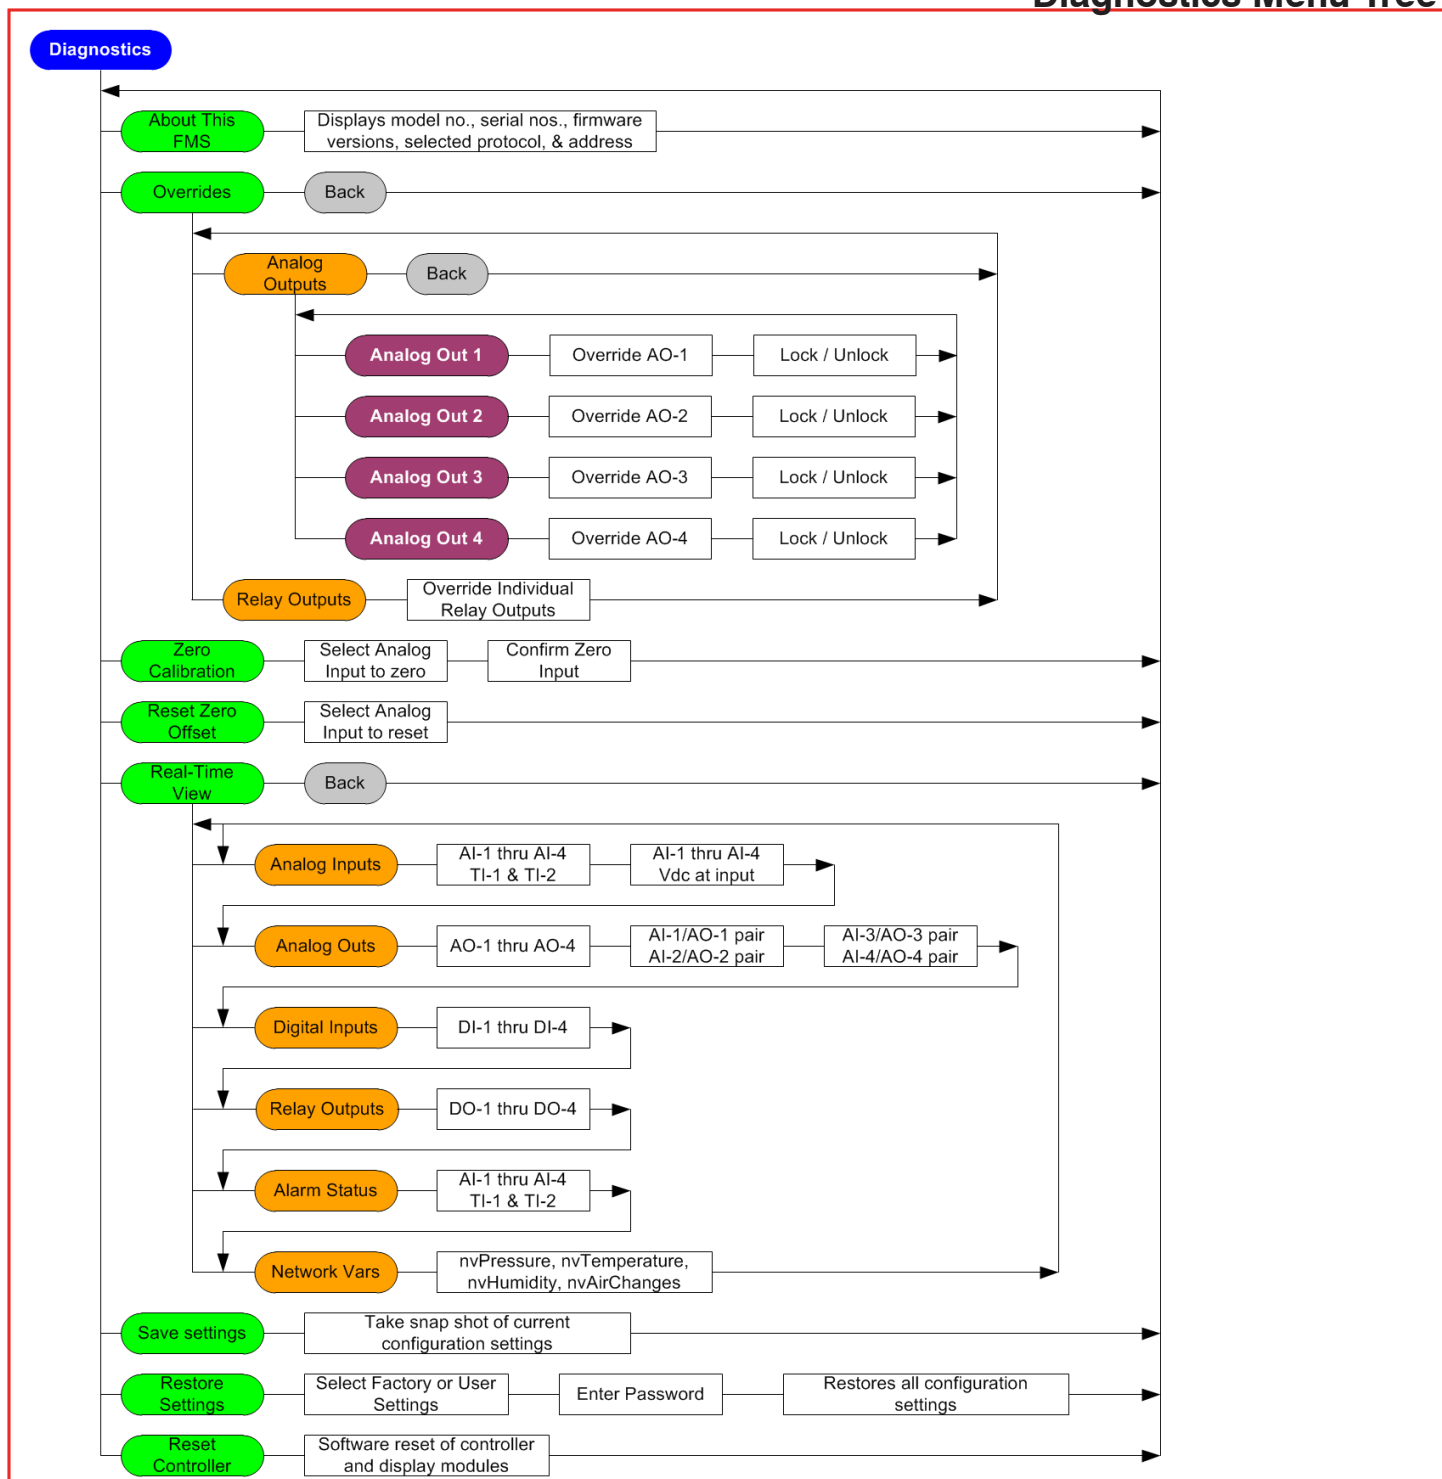 Diagnostics Menu Tree
Diagnostics
About This
FMS
Displays model no., serial nos., firmware
versions, selected protocol, & address
Overrides
Back
Analog
Outputs
Back
Analog Out 1
Override AO-1
Lock / Unlock
Analog Out 2
Override AO-2
Lock / Unlock
Analog Out 3
Override AO-3
Lock / Unlock
Analog Out 4
Override AO-4
Lock / Unlock
Relay Outputs
Override Individual
Relay Outputs
Zero
Calibration
Select Analog
Input to zero
Confirm Zero
Input
Reset Zero
Offset
Select Analog
Input to reset
Real-Time
View
Back
Analog Inputs
AI-1 thru AI-4
TI-1 & TI-2
AI-1 thru AI-4
Vdc at input
Analog Outs
AO-1 thru AO-4
AI-1/AO-1 pair
AI-2/AO-2 pair
AI-3/AO-3 pair
AI-4/AO-4 pair
Digital Inputs
DI-1 thru DI-4
Relay Outputs
DO-1 thru DO-4
Alarm Status
AI-1 thru AI-4
TI-1 & TI-2
Network Vars
nvPressure, nvTemperature,
nvHumidity, nvAirChanges
Save settings
Take snap shot of current
configuration settings
Restore
Settings
Select Factory or User
Settings
Enter Password
Restores all configuration
settings
Reset
Controller
Software reset of controller
and display modules